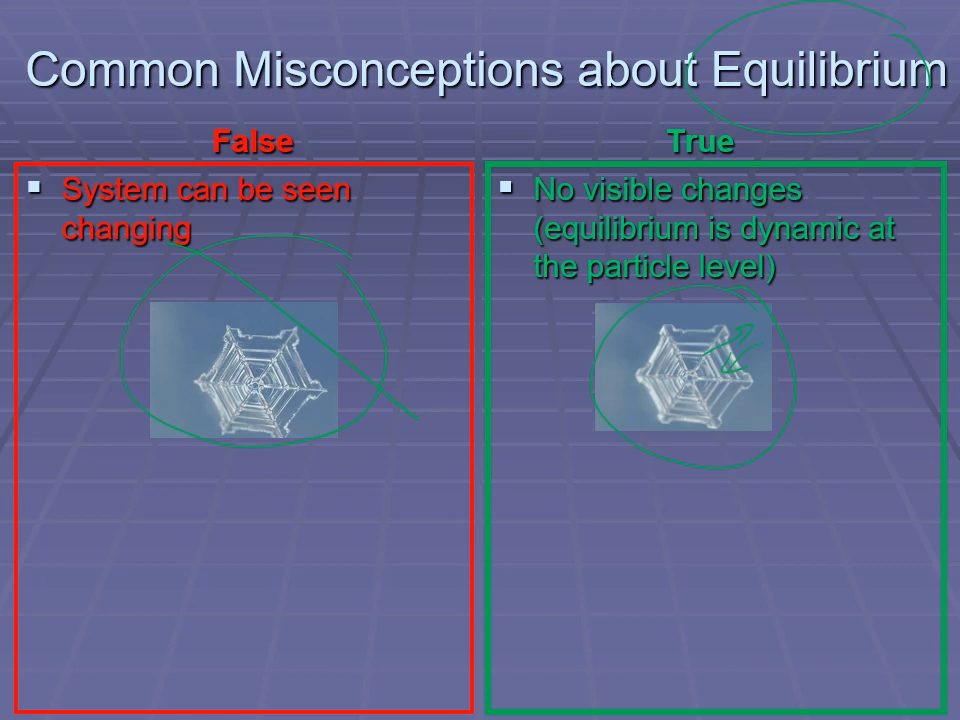 Common Misconceptions about Equilibrium
False
System can be seen
changing
True
No visible changes
(equilibrium is dynamic at
the particle level)